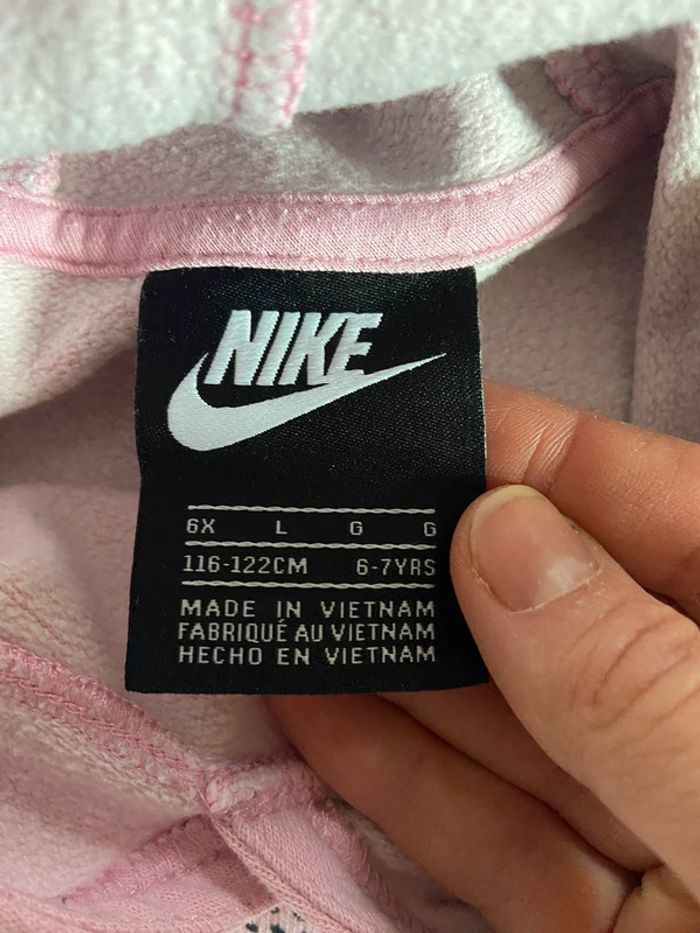 NIKE
6X L G G
116-122CM 6-7YRS
MADE IN VIETNAM
FABRIQUÉ AU VIETNAM
HECHO EN VIETNAM